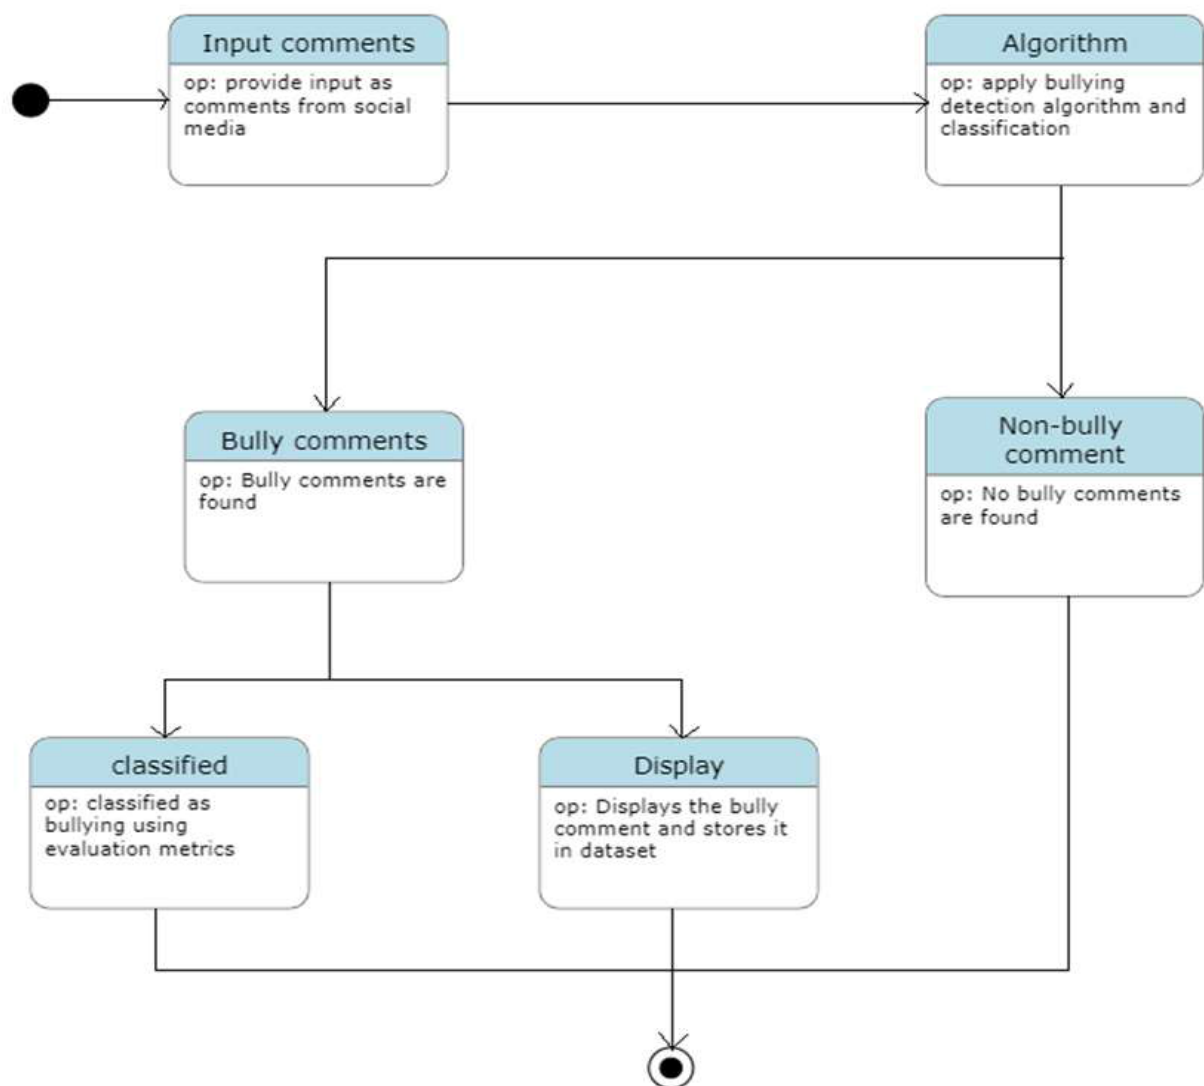 Input comments
op: provide input as
comments from social
media
Algorithm
op: apply bullying
detection algorithm and
classification
Bully comments
op: Bully comments are
found
Non-bully
comment
op: No bully comments
are found
classified
op: classified as
bullying using
evaluation metrics
Display
op: Displays the bully
comment and stores it
in dataset